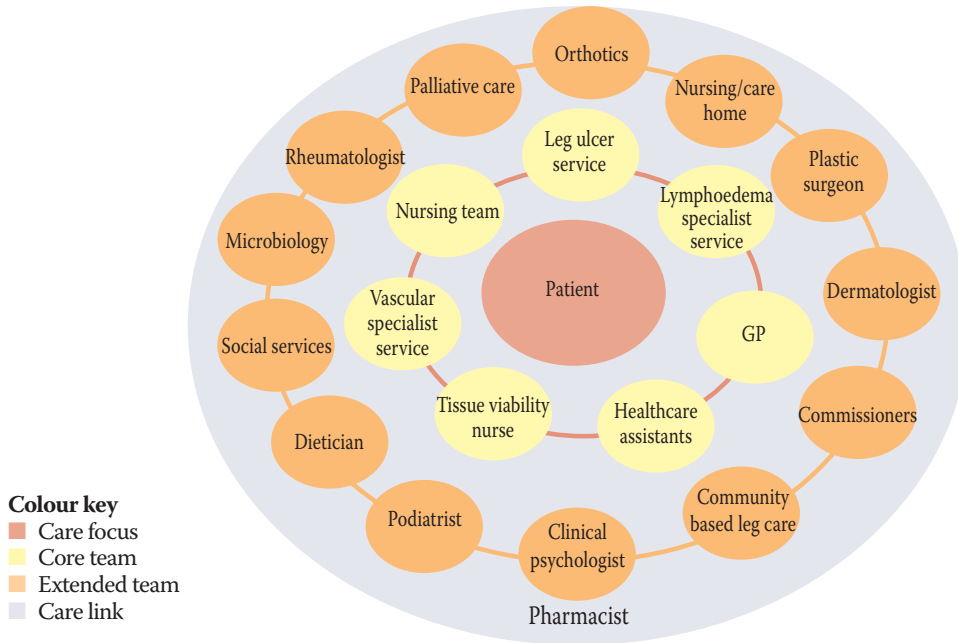 Orthotics
Palliative care
Nursing/care
home
Rheumatologist
Leg ulcer
service
Plastic
surgeon
Nursing team
Lymphoedema
specialist
service
Microbiology
Patient
Dermatologist
Vascular
specialist
service
GP
Social services
Tissue viability
nurse
Healthcare
assistants
Commissioners
Dietician
Podiatrist
Community
based leg care
Clinical
psychologist
Pharmacist
Colour key
Care focus
Core team
Extended team
Care link